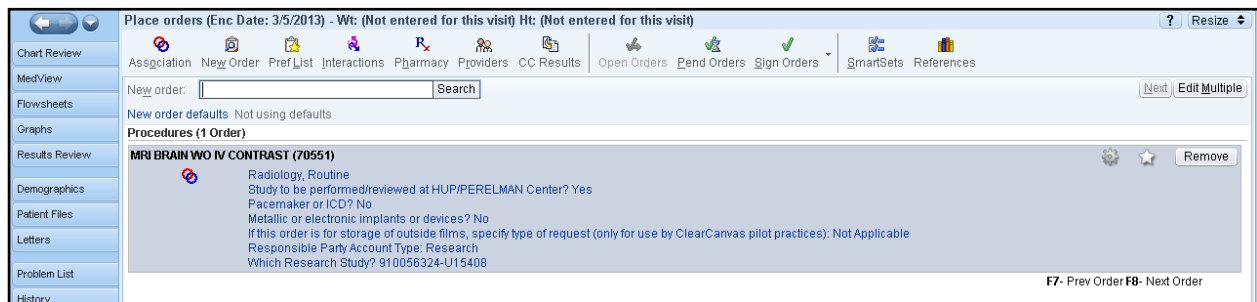 Place orders (Enc Date: 3/5/2013) - Wt: (Not entered for this visit) Ht: (Not entered for this visit)
? Resize
Chart Review
MedView
Flowsheets
Graphs
Results Review
Demographics
Patient Files
Letters
Problem List
History
Association New Order Pref List Interactions Pharmacy Providers CC Results Open Orders Pend Orders Sign Orders SmartSets References
New order: Search Next Edit Multiple
New order defaults Not using defaults
Procedures (1 Order)
MRI BRAIN WO IV CONTRAST (70551) Remove
Radiology, Routine
Study to be performed/reviewed at HUP/PERELMAN Center? Yes
Pacemaker or ICD? No
Metallic or electronic implants or devices? No
If this order is for storage of outside films, specify type of request (only for use by ClearCanvas pilot practices): Not Applicable
Responsible Party Account Type: Research
Which Research Study? 910056324-U15408
F7- Prev Order F8- Next Order